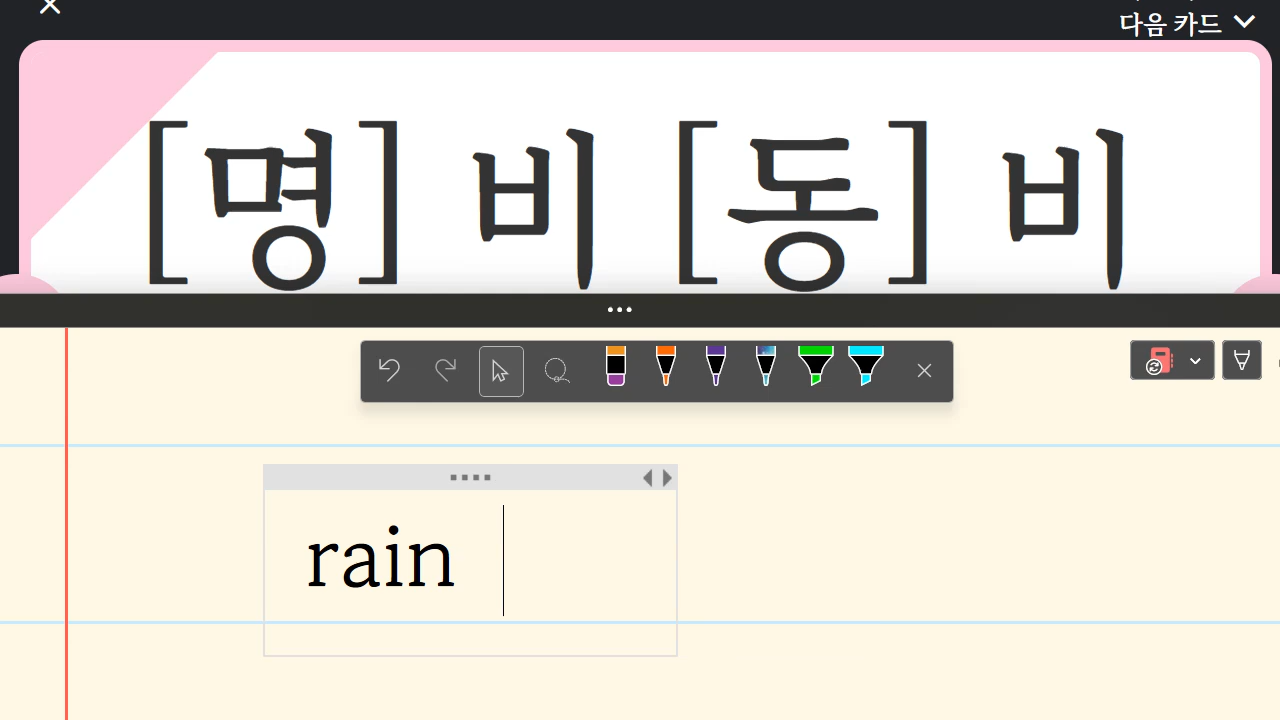 다음 카드
[명] 비 [동] 비
rain